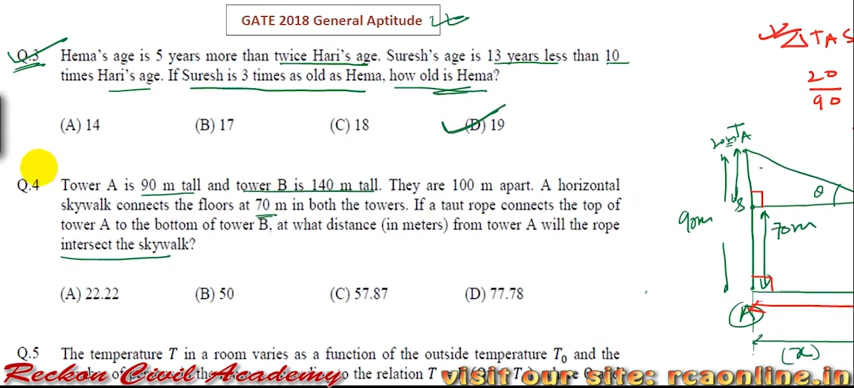 GATE 2018 General Aptitude
Q.3 Hema's age is 5 years more than twice Hari's age. Suresh's age is 13 years less than 10
times Hari's age. If Suresh is 3 times as old as Hema, how old is Hema?
(A) 14 (B) 17 (C) 18 (D) 19
Q.4 Tower A is 90 m tall and tower B is 140 m tall. They are 100 m apart. A horizontal
skywalk connects the floors at 70 m in both the towers. If a taut rope connects the top of
tower A to the bottom of tower B, at what distance (in meters) from tower A will the rope
intersect the skywalk?
(A) 22.22 (B) 50 (C) 57.87 (D) 77.78
△TAS
20
90
20m
TA
θ
S
90m
70m
A
(x)
Q.5 The temperature T in a room varies as a function of the outside temperature T0 and the
the relation T
Reckon Civil Academy visit our site: rcaonline.in